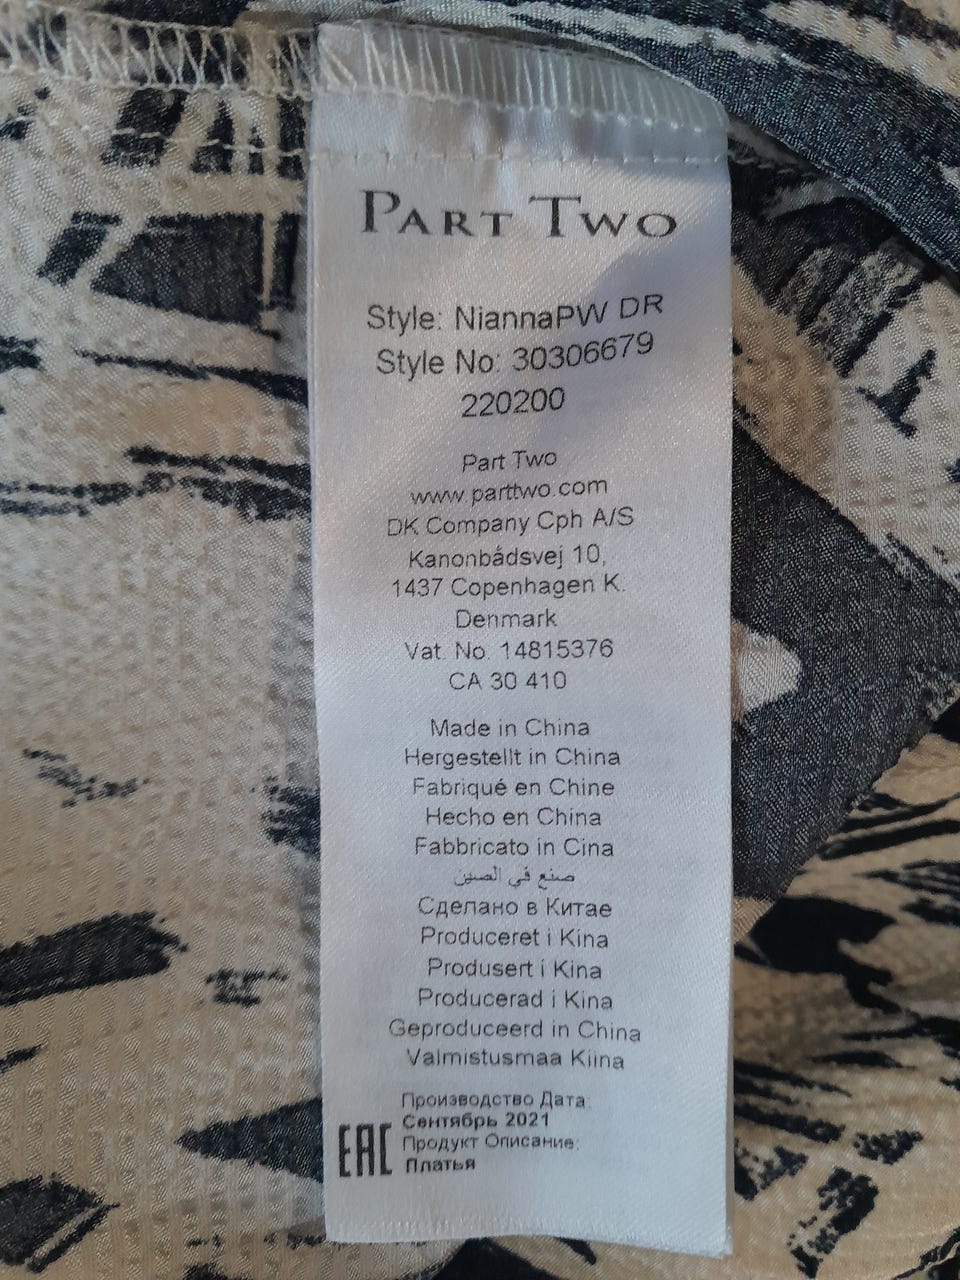 PART TWO
Style: NiannaPW DR
Style No: 30306679
220200
Part Two
www.parttwo.com
DK Company Cph A/S
Kanonbådsvej 10,
1437 Copenhagen K.
Denmark
Vat. No. 14815376
CA 30 410
Made in China
Hergestellt in China
Fabriqué en Chine
Hecho en China
Fabbricato in Cina
صنع في الصين
Сделано в Китае
Produceret i Kina
Produsert i Kina
Producerad i Kina
Geproduceerd in China
Valmistusmaa Kiina
Производство Дата:
Сентябрь 2021
EAC Продукт Описание:
Платья